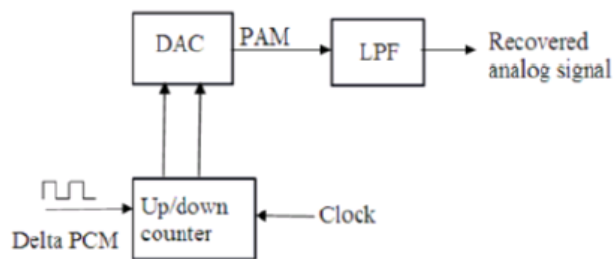 DAC
PAM
LPF
Recovered
analog signal
Up/down
counter
Clock
Delta PCM